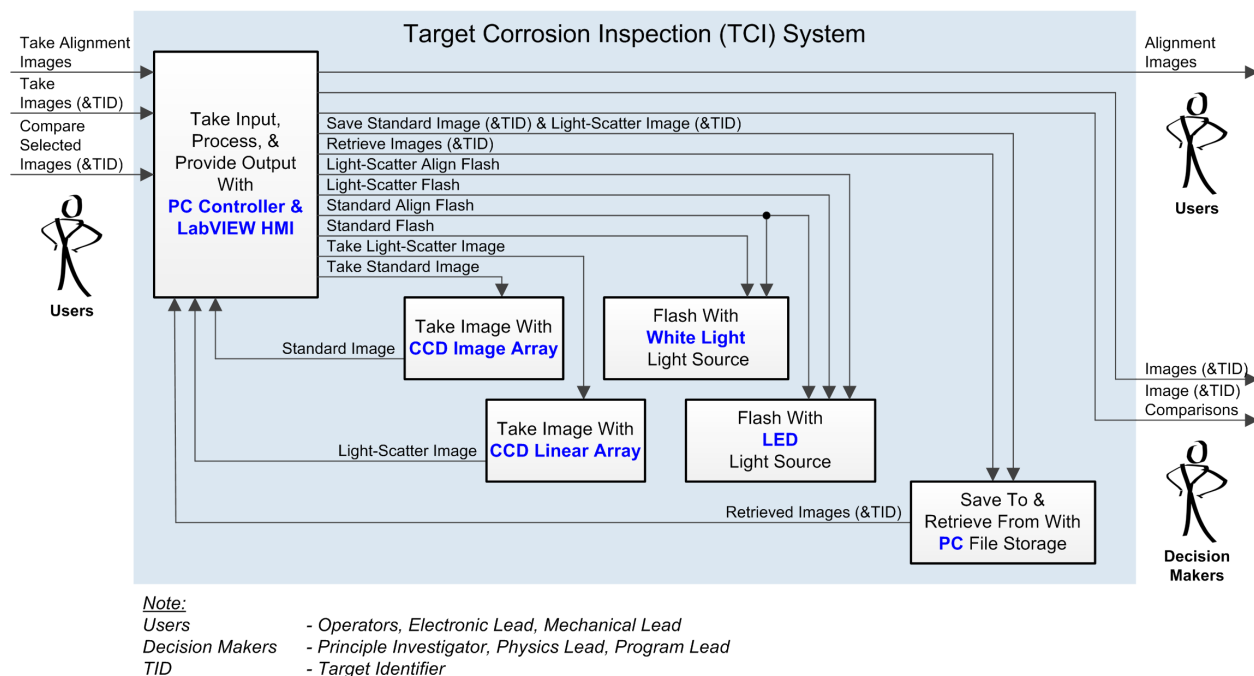 Target Corrosion Inspection (TCI) System
Take Alignment
Images
Take
Images (&TID)
Compare
Selected
Images (&TID)
Users
Take Input,
Process, &
Provide Output
With
PC Controller &
LabVIEW HMI
Save Standard Image (&TID) & Light-Scatter Image (&TID)
Retrieve Images (&TID)
Light-Scatter Align Flash
Light-Scatter Flash
Standard Align Flash
Standard Flash
Take Light-Scatter Image
Take Standard Image
Alignment
Images
Users
Take Image With
CCD Image Array
Standard Image
Flash With
White Light
Light Source
Take Image With
CCD Linear Array
Light-Scatter Image
Flash With
LED
Light Source
Images (&TID)
Image (&TID)
Comparisons
Save To &
Retrieve From With
PC File Storage
Retrieved Images (&TID)
Decision
Makers
Note:
Users - Operators, Electronic Lead, Mechanical Lead
Decision Makers - Principle Investigator, Physics Lead, Program Lead
TID - Target Identifier